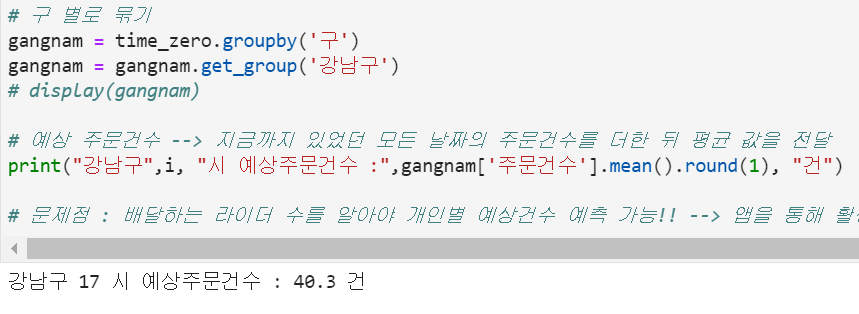 # 구 별로 묶기
gangnam = time_zero.groupby('구')
gangnam = gangnam.get_group('강남구')
# display(gangnam)
# 예상 주문건수 --> 지금까지 있었던 모든 날짜의 주문건수를 더한 뒤 평균 값을 전달
print("강남구",i, "시 예상주문건수 :",gangnam['주문건수'].mean().round(1), "건")
# 문제점 : 배달하는 라이더 수를 알아야 개인별 예상건수 예측 가능!! --> 앱을 통해
강남구 17 시 예상주문건수 : 40.3 건